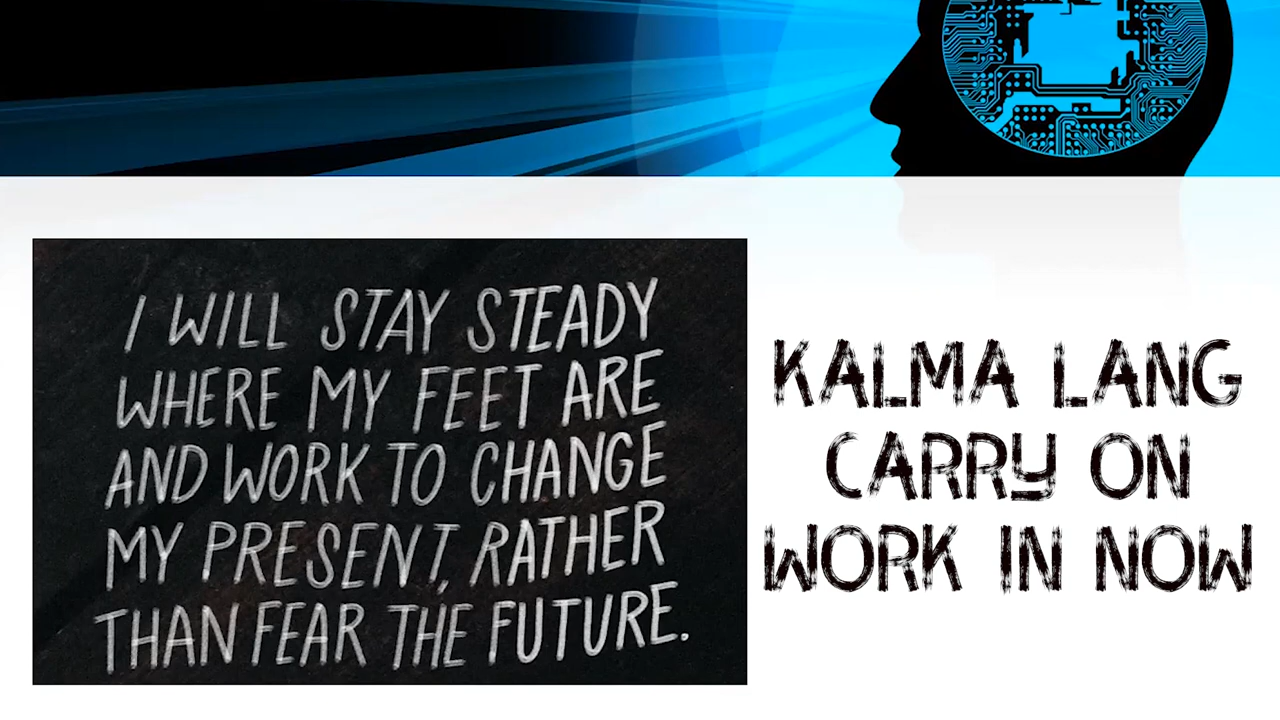 I WILL STAY STEADY
WHERE MY FEET ARE
AND WORK TO CHANGE
MY PRESENT, RATHER
THAN FEAR THE FUTURE.
KALMA LANG
CARRY ON
WORK IN NOW